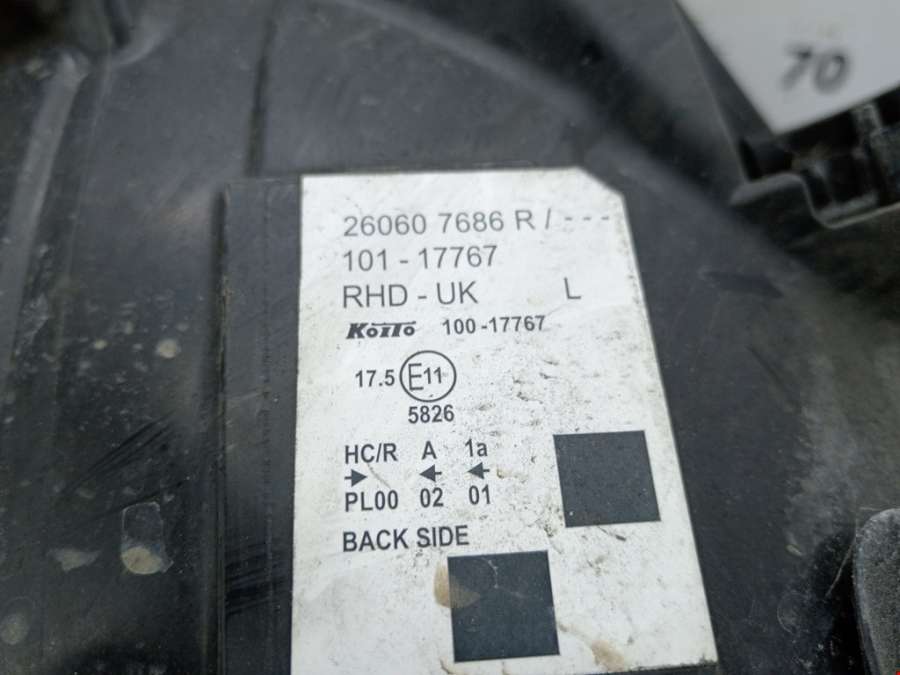 70
26060 7686 R / - - -
101 - 17767
RHD - UK L
KOITO 100 -17767
17.5 E11
5826
HC/R A 1a
PL00 02 01
BACK SIDE